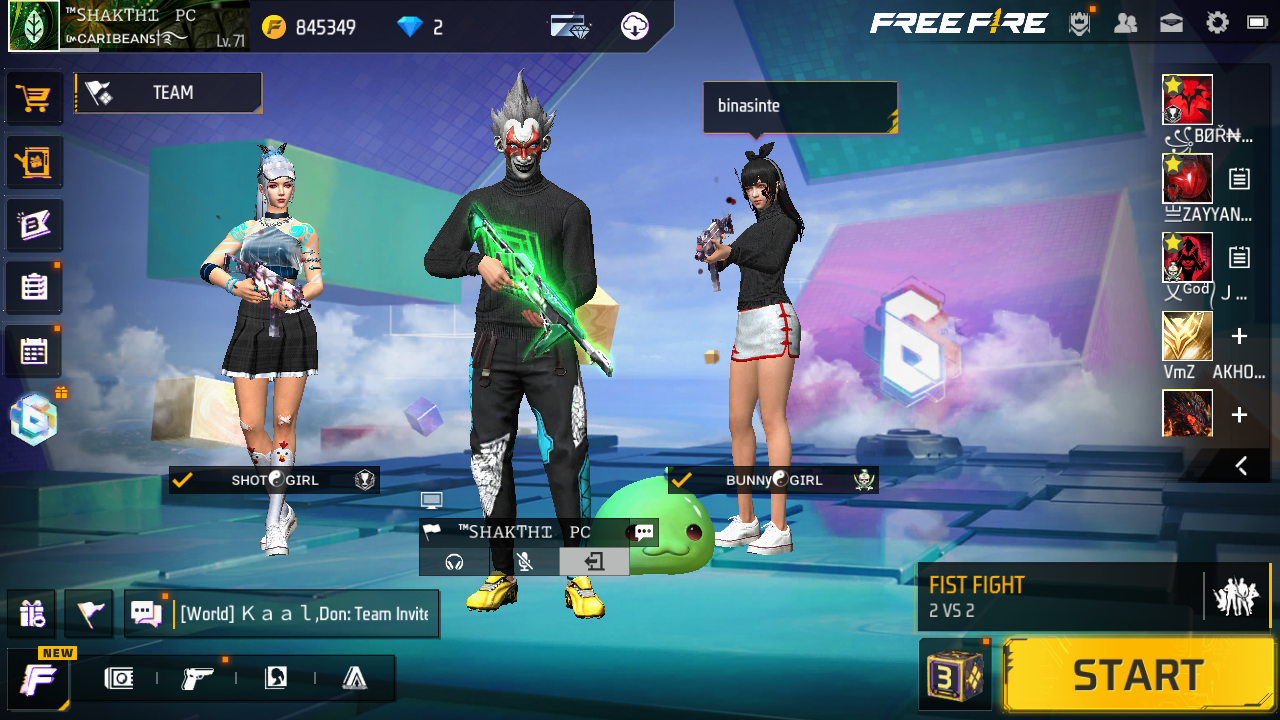 ™SHAKTHI PC
CARIBEANS
Lv.71
845349
2
FREE FIRE
TEAM
binasinte
BØŘ₦...
ZAYYAN...
God
J ...
VmZ AKHO...
SHOT☯GIRL
BUNNY☯GIRL
™SHAKTHI PC
[World] K a a l ,Don: Team Invite
FIST FIGHT
2 VS 2
NEW
3
START